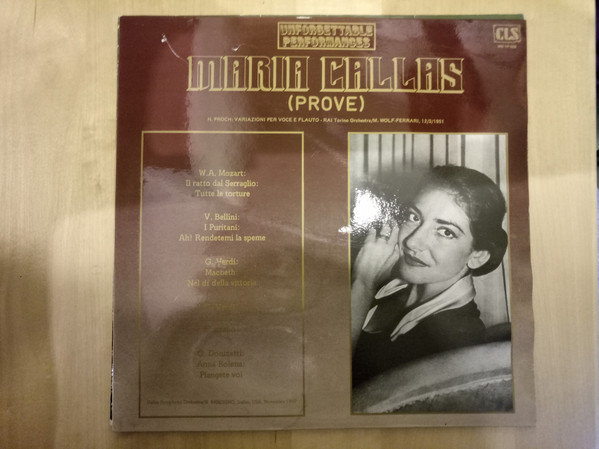 UNFORGETTABLE
PERFORMANCES
CLS
MARIA CALLAS
(PROVE)
H. PROCH: VARIAZIONI PER VOCE E FLAUTO - RAI Torino Orchestra/M. WOLF-FERRARI, 12/3/1951
W.A. Mozart:
Il ratto dal Serraglio:
Tutte le torture
V. Bellini:
I Puritani:
Ah! Rendetemi la speme
G. Verdi:
Macbeth:
Nel dì della vittoria
G. Donizetti:
Anna Bolena:
Piangete voi